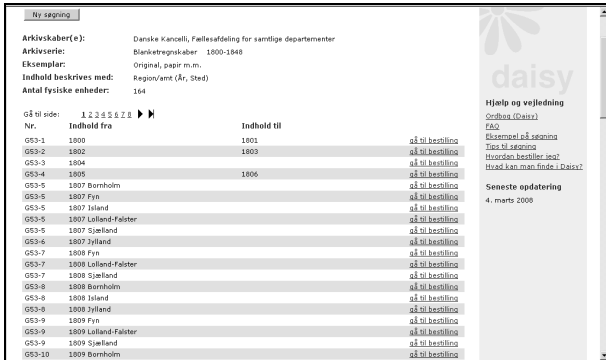 Ny søgning
Arkivskaber(e): Danske Kancelli, Fællesafdeling for samtlige departementer
Arkivserie: Blanketregnskaber 1800-1848
Eksemplar: Original, papir m.m.
Indhold beskrives med: Region/amt (År, Sted)
Antal fysiske enheder: 164
Gå til side: 1 2 3 4 5 6 7 8
Nr. Indhold fra Indhold til
G53-1 1800 1801 gå til bestilling
G53-2 1802 1803 gå til bestilling
G53-3 1804 gå til bestilling
G53-4 1805 1806 gå til bestilling
G53-5 1807 Bornholm gå til bestilling
G53-5 1807 Fyn gå til bestilling
G53-5 1807 Island gå til bestilling
G53-5 1807 Lolland-Falster gå til bestilling
G53-5 1807 Sjælland gå til bestilling
G53-6 1807 Jylland gå til bestilling
G53-7 1808 Fyn gå til bestilling
G53-7 1808 Lolland-Falster gå til bestilling
G53-7 1808 Sjælland gå til bestilling
G53-8 1808 Bornholm gå til bestilling
G53-8 1808 Island gå til bestilling
G53-8 1808 Jylland gå til bestilling
G53-9 1809 Fyn gå til bestilling
G53-9 1809 Lolland-Falster gå til bestilling
G53-9 1809 Sjælland gå til bestilling
G53-10 1809 Bornholm gå til bestilling
daisy
Hjælp og vejledning
Ordbog (Daisy)
FAQ
Eksempel på søgning
Tips til søgning
Hvordan bestiller jeg?
Hvad kan man finde i Daisy?
Seneste opdatering
4. marts 2008